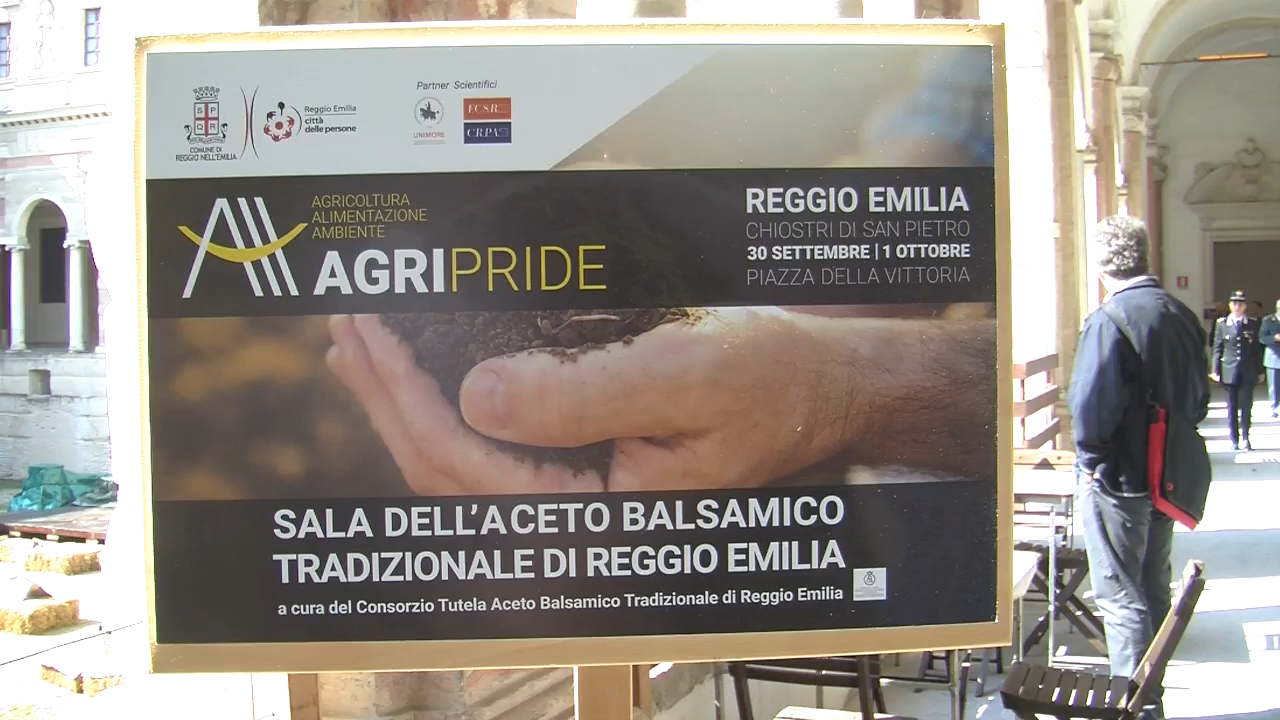 Partner Scientifici
S P
Q R
COMUNE DI
REGGIO NELL'EMILIA
Reggio Emilia
città
delle persone
UNIMORE
ECSR
CRPA
AGRICOLTURA
ALIMENTAZIONE
AMBIENTE
AGRIPRIDE
REGGIO EMILIA
CHIOSTRI DI SAN PIETRO
30 SETTEMBRE | 1 OTTOBRE
PIAZZA DELLA VITTORIA
SALA DELL'ACETO BALSAMICO
TRADIZIONALE DI REGGIO EMILIA
a cura del Consorzio Tutela Aceto Balsamico Tradizionale di Reggio Emilia